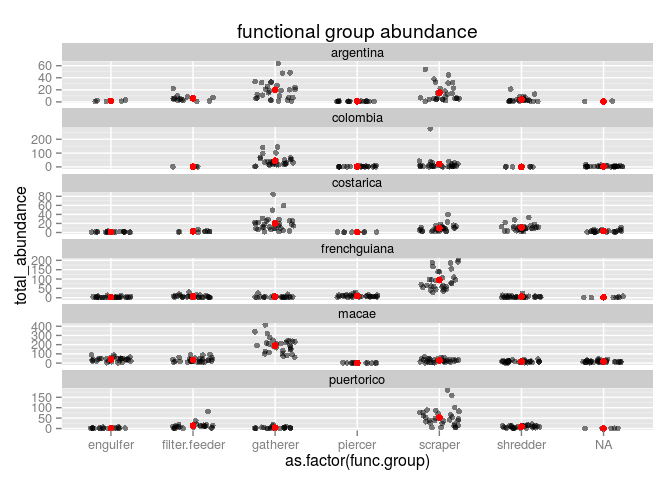 functional group abundance
argentina
60
40
20
0
colombia
200
100
0
costarica
80
60
40
20
0
frenchguiana
200
150
100
50
0
macae
400
300
200
100
0
puertorico
150
100
50
0
total_abundance
engulfer filter.feeder gatherer piercer scraper shredder NA
as.factor(func.group)